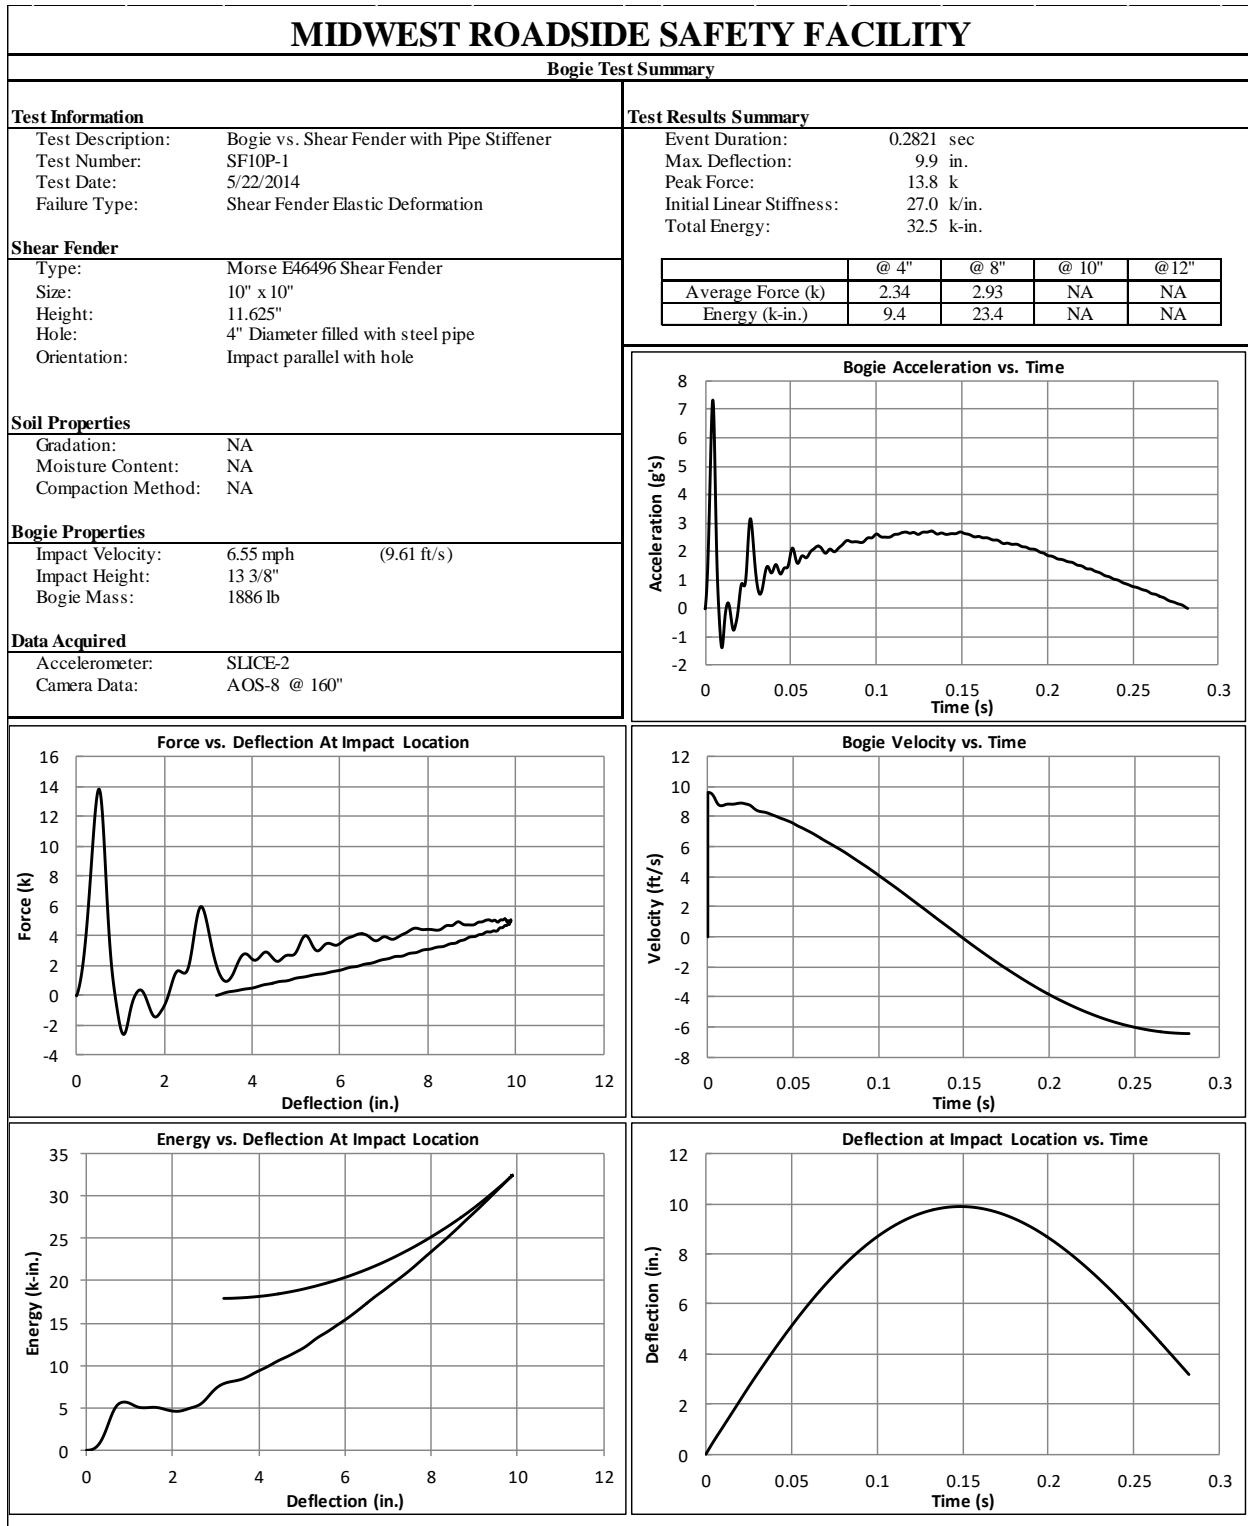 MIDWEST ROADSIDE SAFETY FACILITY
Bogie Test Summary
Test Information
Test Description: Bogie vs. Shear Fender with Pipe Stiffener
Test Number: SF10P-1
Test Date: 5/22/2014
Failure Type: Shear Fender Elastic Deformation
Shear Fender
Type: Morse E46496 Shear Fender
Size: 10" x 10"
Height: 11.625"
Hole: 4" Diameter filled with steel pipe
Orientation: Impact parallel with hole
Soil Properties
Gradation: NA
Moisture Content: NA
Compaction Method: NA
Bogie Properties
Impact Velocity: 6.55 mph (9.61 ft/s)
Impact Height: 13 3/8"
Bogie Mass: 1886 lb
Data Acquired
Accelerometer: SLICE-2
Camera Data: AOS-8 @ 160"
Test Results Summary
Event Duration: 0.2821 sec
Max. Deflection: 9.9 in.
Peak Force: 13.8 k
Initial Linear Stiffness: 27.0 k/in.
Total Energy: 32.5 k-in.
@ 4" @ 8" @ 10" @12"
Average Force (k) 2.34 2.93 NA NA
Energy (k-in.) 9.4 23.4 NA NA
Bogie Acceleration vs. Time
Acceleration (g's)
8
7
6
5
4
3
2
1
0
-1
-2
0 0.05 0.1 0.15 0.2 0.25 0.3
Time (s)
Force vs. Deflection At Impact Location
Force (k)
16
14
12
10
8
6
4
2
0
-2
-4
0 2 4 6 8 10 12
Deflection (in.)
Bogie Velocity vs. Time
Velocity (ft/s)
12
10
8
6
4
2
0
-2
-4
-6
-8
0 0.05 0.1 0.15 0.2 0.25 0.3
Time (s)
Energy vs. Deflection At Impact Location
Energy (k-in.)
35
30
25
20
15
10
5
0
0 2 4 6 8 10 12
Deflection (in.)
Deflection at Impact Location vs. Time
Deflection (in.)
12
10
8
6
4
2
0
0 0.05 0.1 0.15 0.2 0.25 0.3
Time (s)